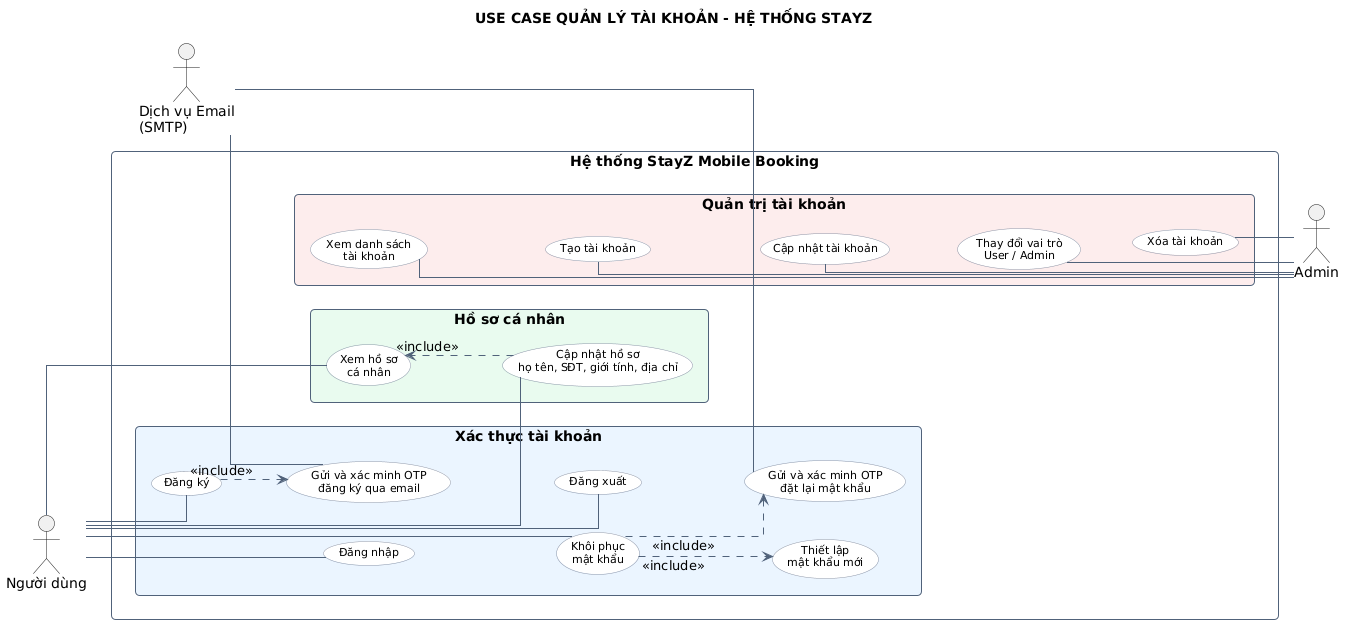 USE CASE QUẢN LÝ TÀI KHOẢN - HỆ THỐNG STAYZ
Dịch vụ Email
(SMTP)
Hệ thống StayZ Mobile Booking
Quản trị tài khoản
Xem danh sách
tài khoản
Tạo tài khoản
Cập nhật tài khoản
Thay đổi vai trò
User / Admin
Xóa tài khoản
Admin
Hồ sơ cá nhân
Xem hồ sơ
cá nhân
«include»
Cập nhật hồ sơ
họ tên, SĐT, giới tính, địa chỉ
Xác thực tài khoản
Đăng ký
«include»
Gửi và xác minh OTP
đăng ký qua email
Đăng xuất
Gửi và xác minh OTP
đặt lại mật khẩu
Đăng nhập
Khôi phục
mật khẩu
«include»
«include»
Thiết lập
mật khẩu mới
Người dùng